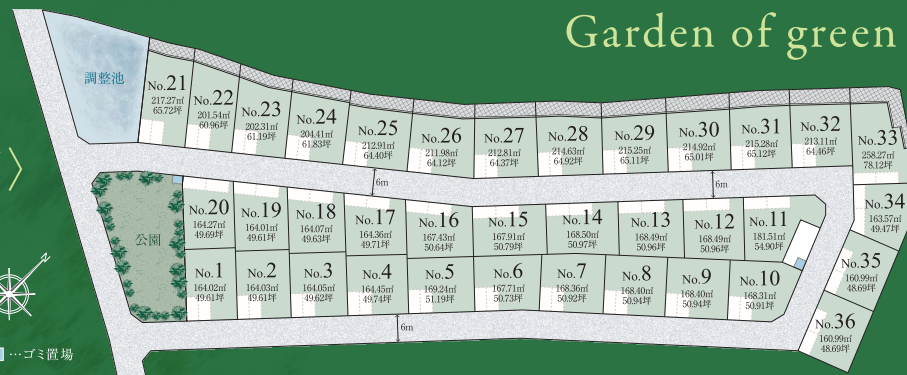 Garden of green
調整池
No.21
217.27㎡
65.72坪
No.22
201.54㎡
60.96坪
No.23
202.31㎡
61.19坪
No.24
204.41㎡
61.83坪
No.25
212.91㎡
64.40坪
No.26
211.98㎡
64.12坪
No.27
212.81㎡
64.37坪
No.28
214.63㎡
64.92坪
No.29
215.25㎡
65.11坪
No.30
214.92㎡
65.01坪
No.31
215.28㎡
65.12坪
No.32
213.11㎡
64.46坪
No.33
258.27㎡
78.12坪
6m
6m
公園
No.20
164.27㎡
49.69坪
No.19
164.01㎡
49.61坪
No.18
164.07㎡
49.63坪
No.17
164.36㎡
49.71坪
No.16
167.43㎡
50.64坪
No.15
167.91㎡
50.79坪
No.14
168.50㎡
50.97坪
No.13
168.49㎡
50.96坪
No.12
168.49㎡
50.96坪
No.11
181.51㎡
54.90坪
No.34
163.57㎡
49.47坪
No.1
164.02㎡
49.61坪
No.2
164.03㎡
49.61坪
No.3
164.05㎡
49.62坪
No.4
164.45㎡
49.74坪
No.5
169.24㎡
51.19坪
No.6
167.71㎡
50.73坪
No.7
168.36㎡
50.92坪
No.8
168.40㎡
50.94坪
No.9
168.40㎡
50.94坪
No.10
168.31㎡
50.91坪
No.35
160.99㎡
48.69坪
No.36
160.99㎡
48.69坪
6m
N
…ゴミ置場